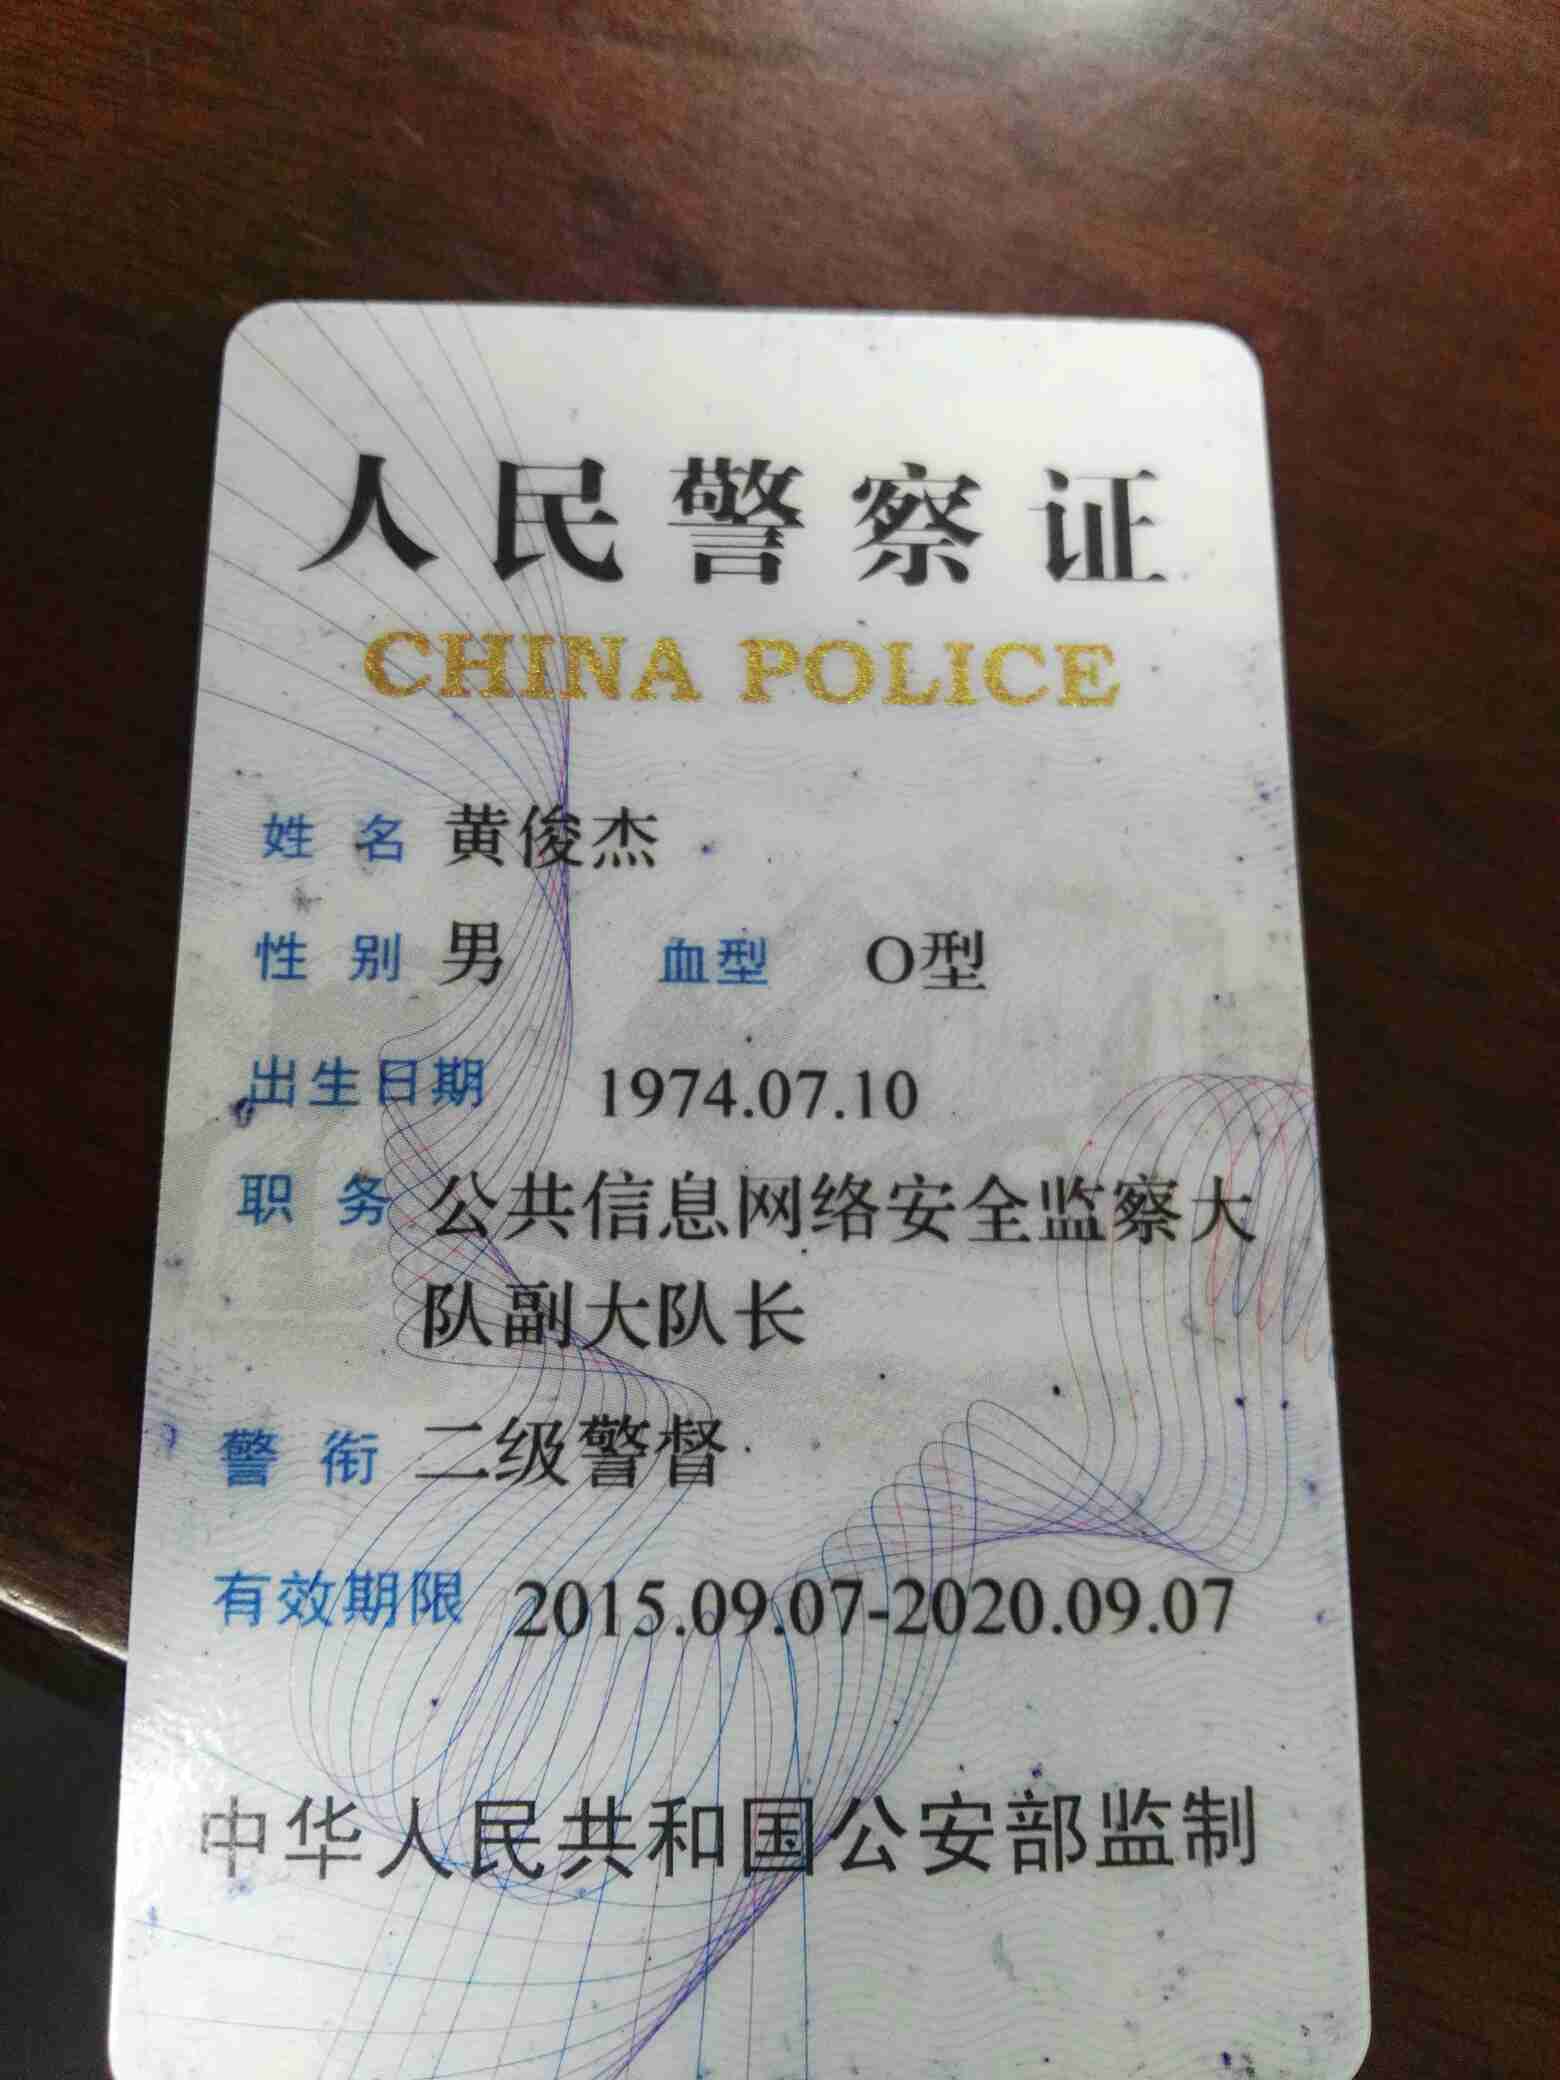 人民警察证
CHINA POLICE
姓名 黄俊杰
性别 男 血型 O型
出生日期 1974.07.10
职务 公共信息网络安全监察大
队副大队长
警衔 二级警督
有效期限 2015.09.07-2020.09.07
中华人民共和国公安部监制